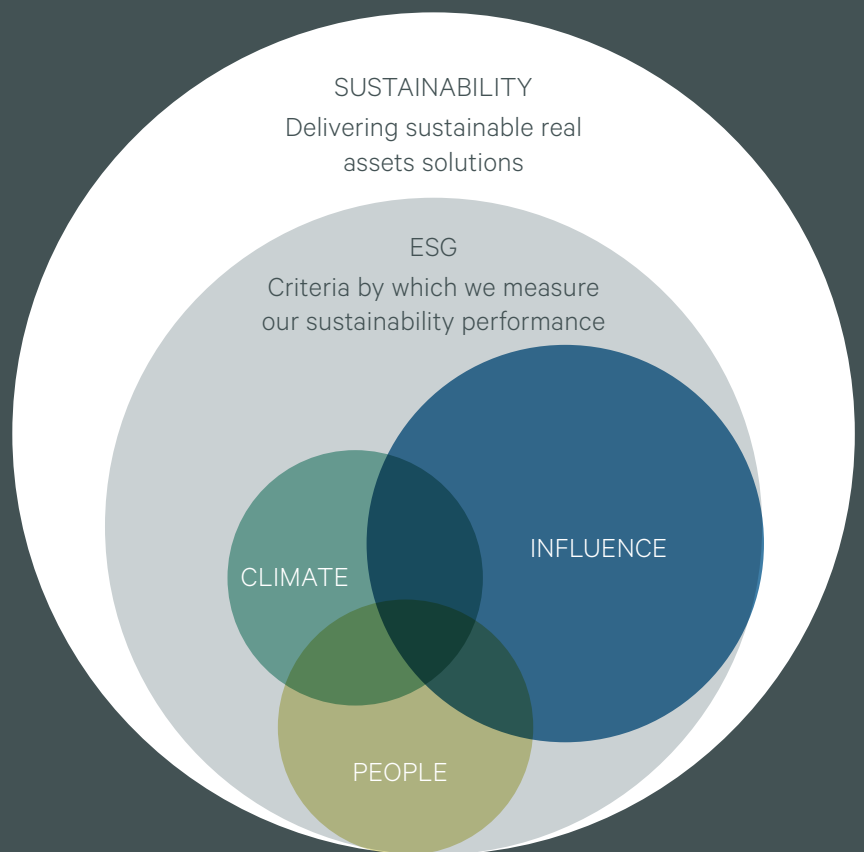 SUSTAINABILITY
Delivering sustainable real
assets solutions
ESG
Criteria by which we measure
our sustainability performance
INFLUENCE
CLIMATE
PEOPLE